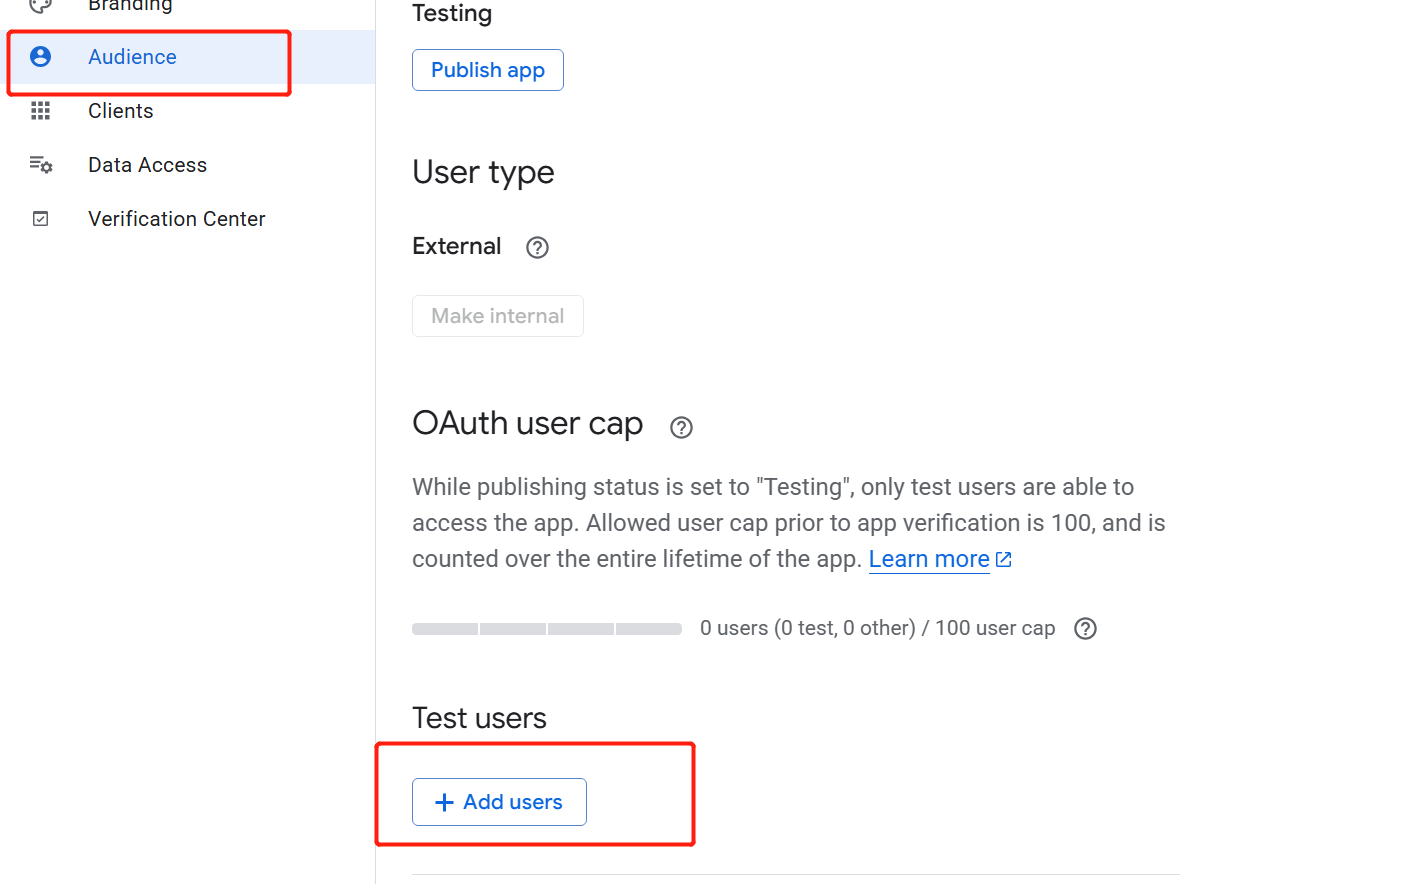 Branding
Audience
Clients
Data Access
Verification Center
Testing
Publish app
User type
External
Make internal
OAuth user cap
While publishing status is set to "Testing", only test users are able to
access the app. Allowed user cap prior to app verification is 100, and is
counted over the entire lifetime of the app. Learn more
0 users (0 test, 0 other) / 100 user cap
Test users
+ Add users